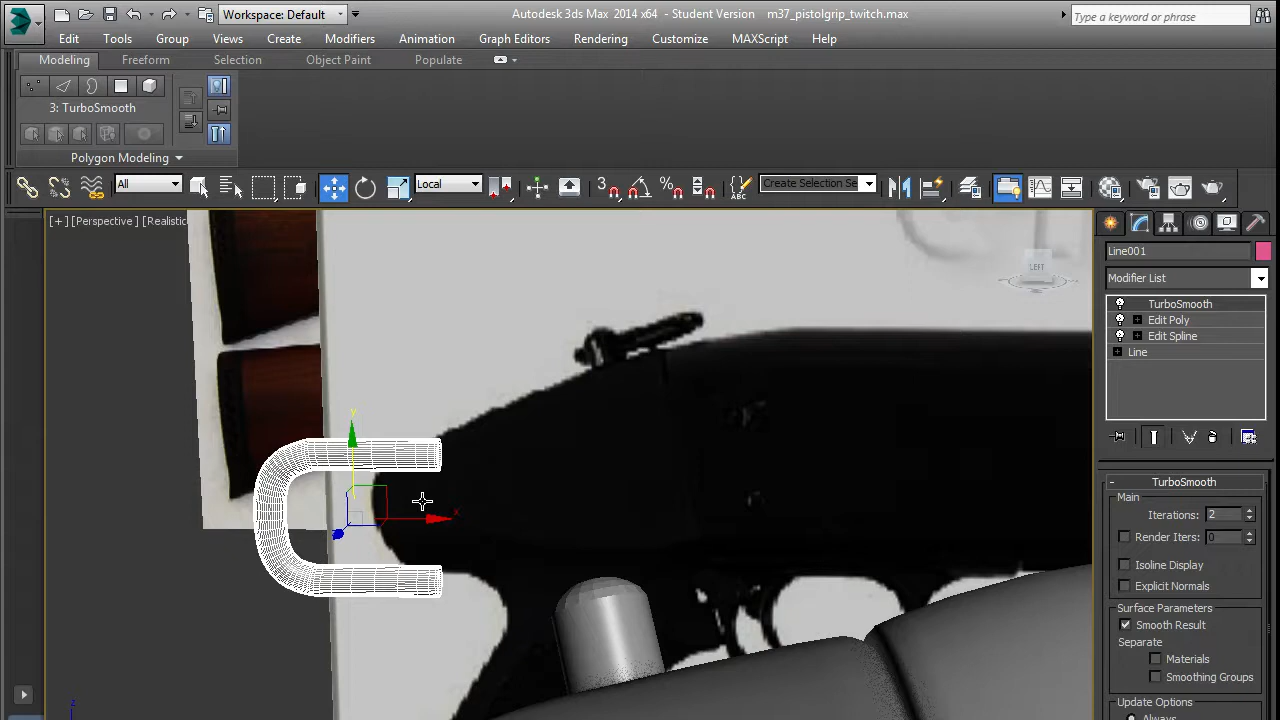 Workspace: Default
Autodesk 3ds Max 2014 x64 - Student Version m37_pistolgrip_twitch.max
Type a keyword or phrase
Edit Tools Group Views Create Modifiers Animation Graph Editors Rendering Customize MAXScript Help
Modeling Freeform Selection Object Paint Populate
3: TurboSmooth
Polygon Modeling
All
Local
3
%
ABC
Create Selection Se
[+] [Perspective] [Realistic
LEFT
y
x
z
Line001
Modifier List
TurboSmooth
Edit Poly
Edit Spline
Line
- TurboSmooth
Main
Iterations: 2
Render Iters: 0
Isoline Display
Explicit Normals
Surface Parameters
Smooth Result
Separate
Materials
Smoothing Groups
Update Options
Always